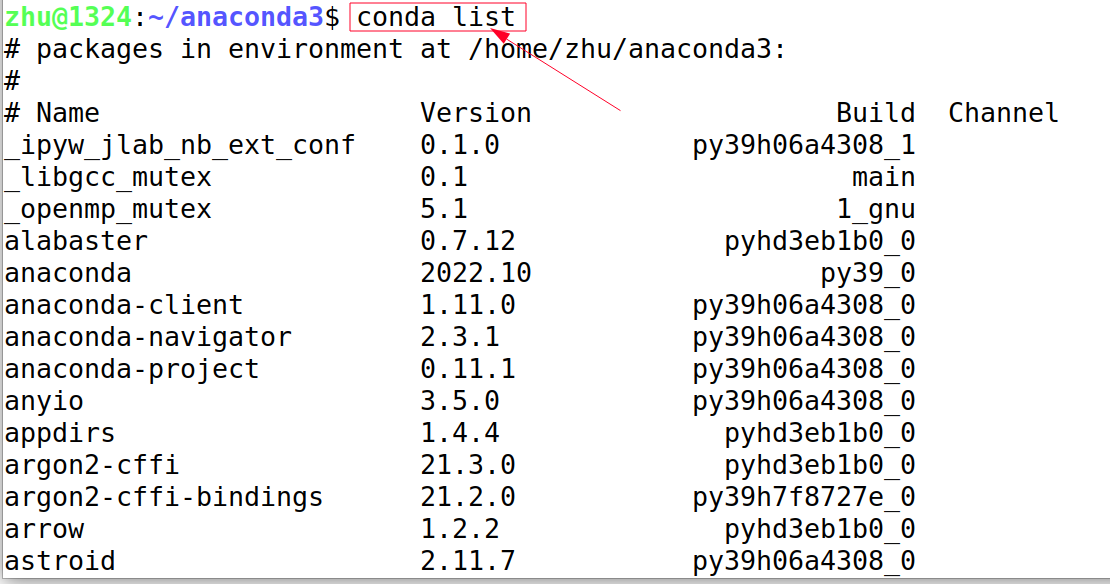 zhu@1324:~/anaconda3$ conda list
# packages in environment at /home/zhu/anaconda3:
#
# Name                    Version                   Build  Channel
_ipyw_jlab_nb_ext_conf    0.1.0            py39h06a4308_1
_libgcc_mutex             0.1                        main
_openmp_mutex             5.1                       1_gnu
alabaster                 0.7.12             pyhd3eb1b0_0
anaconda                  2022.10                  py39_0
anaconda-client           1.11.0           py39h06a4308_0
anaconda-navigator        2.3.1            py39h06a4308_0
anaconda-project          0.11.1           py39h06a4308_0
anyio                     3.5.0            py39h06a4308_0
appdirs                   1.4.4              pyhd3eb1b0_0
argon2-cffi               21.3.0             pyhd3eb1b0_0
argon2-cffi-bindings      21.2.0           py39h7f8727e_0
arrow                     1.2.2              pyhd3eb1b0_0
astroid                   2.11.7           py39h06a4308_0